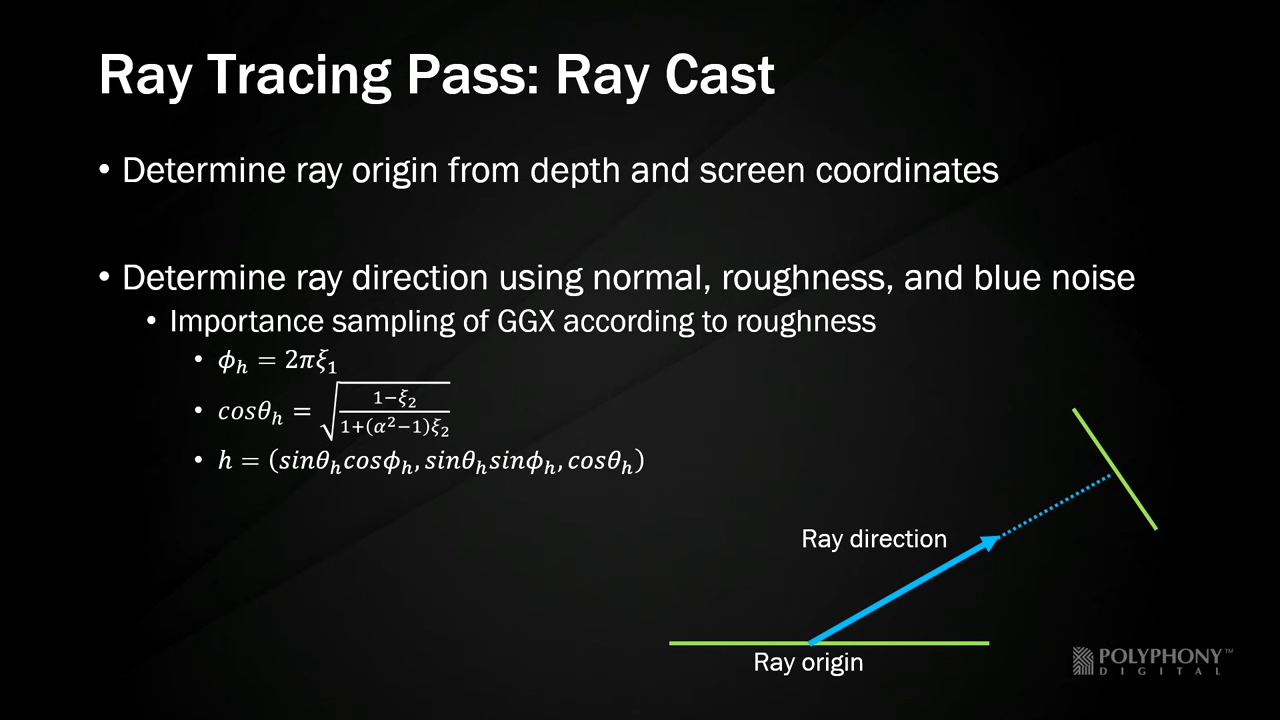 Ray Tracing Pass: Ray Cast
• Determine ray origin from depth and screen coordinates
• Determine ray direction using normal, roughness, and blue noise
• Importance sampling of GGX according to roughness
• 𝜙ₕ = 2𝜋𝜉₁
• 𝑐𝑜𝑠𝜃ₕ = √((1−𝜉₂)/(1+(𝛼²−1)𝜉₂))
• ℎ = (𝑠𝑖𝑛𝜃ₕ𝑐𝑜𝑠𝜙ₕ, 𝑠𝑖𝑛𝜃ₕ𝑠𝑖𝑛𝜙ₕ, 𝑐𝑜𝑠𝜃ₕ)
Ray direction
Ray origin
POLYPHONY™
DIGITAL